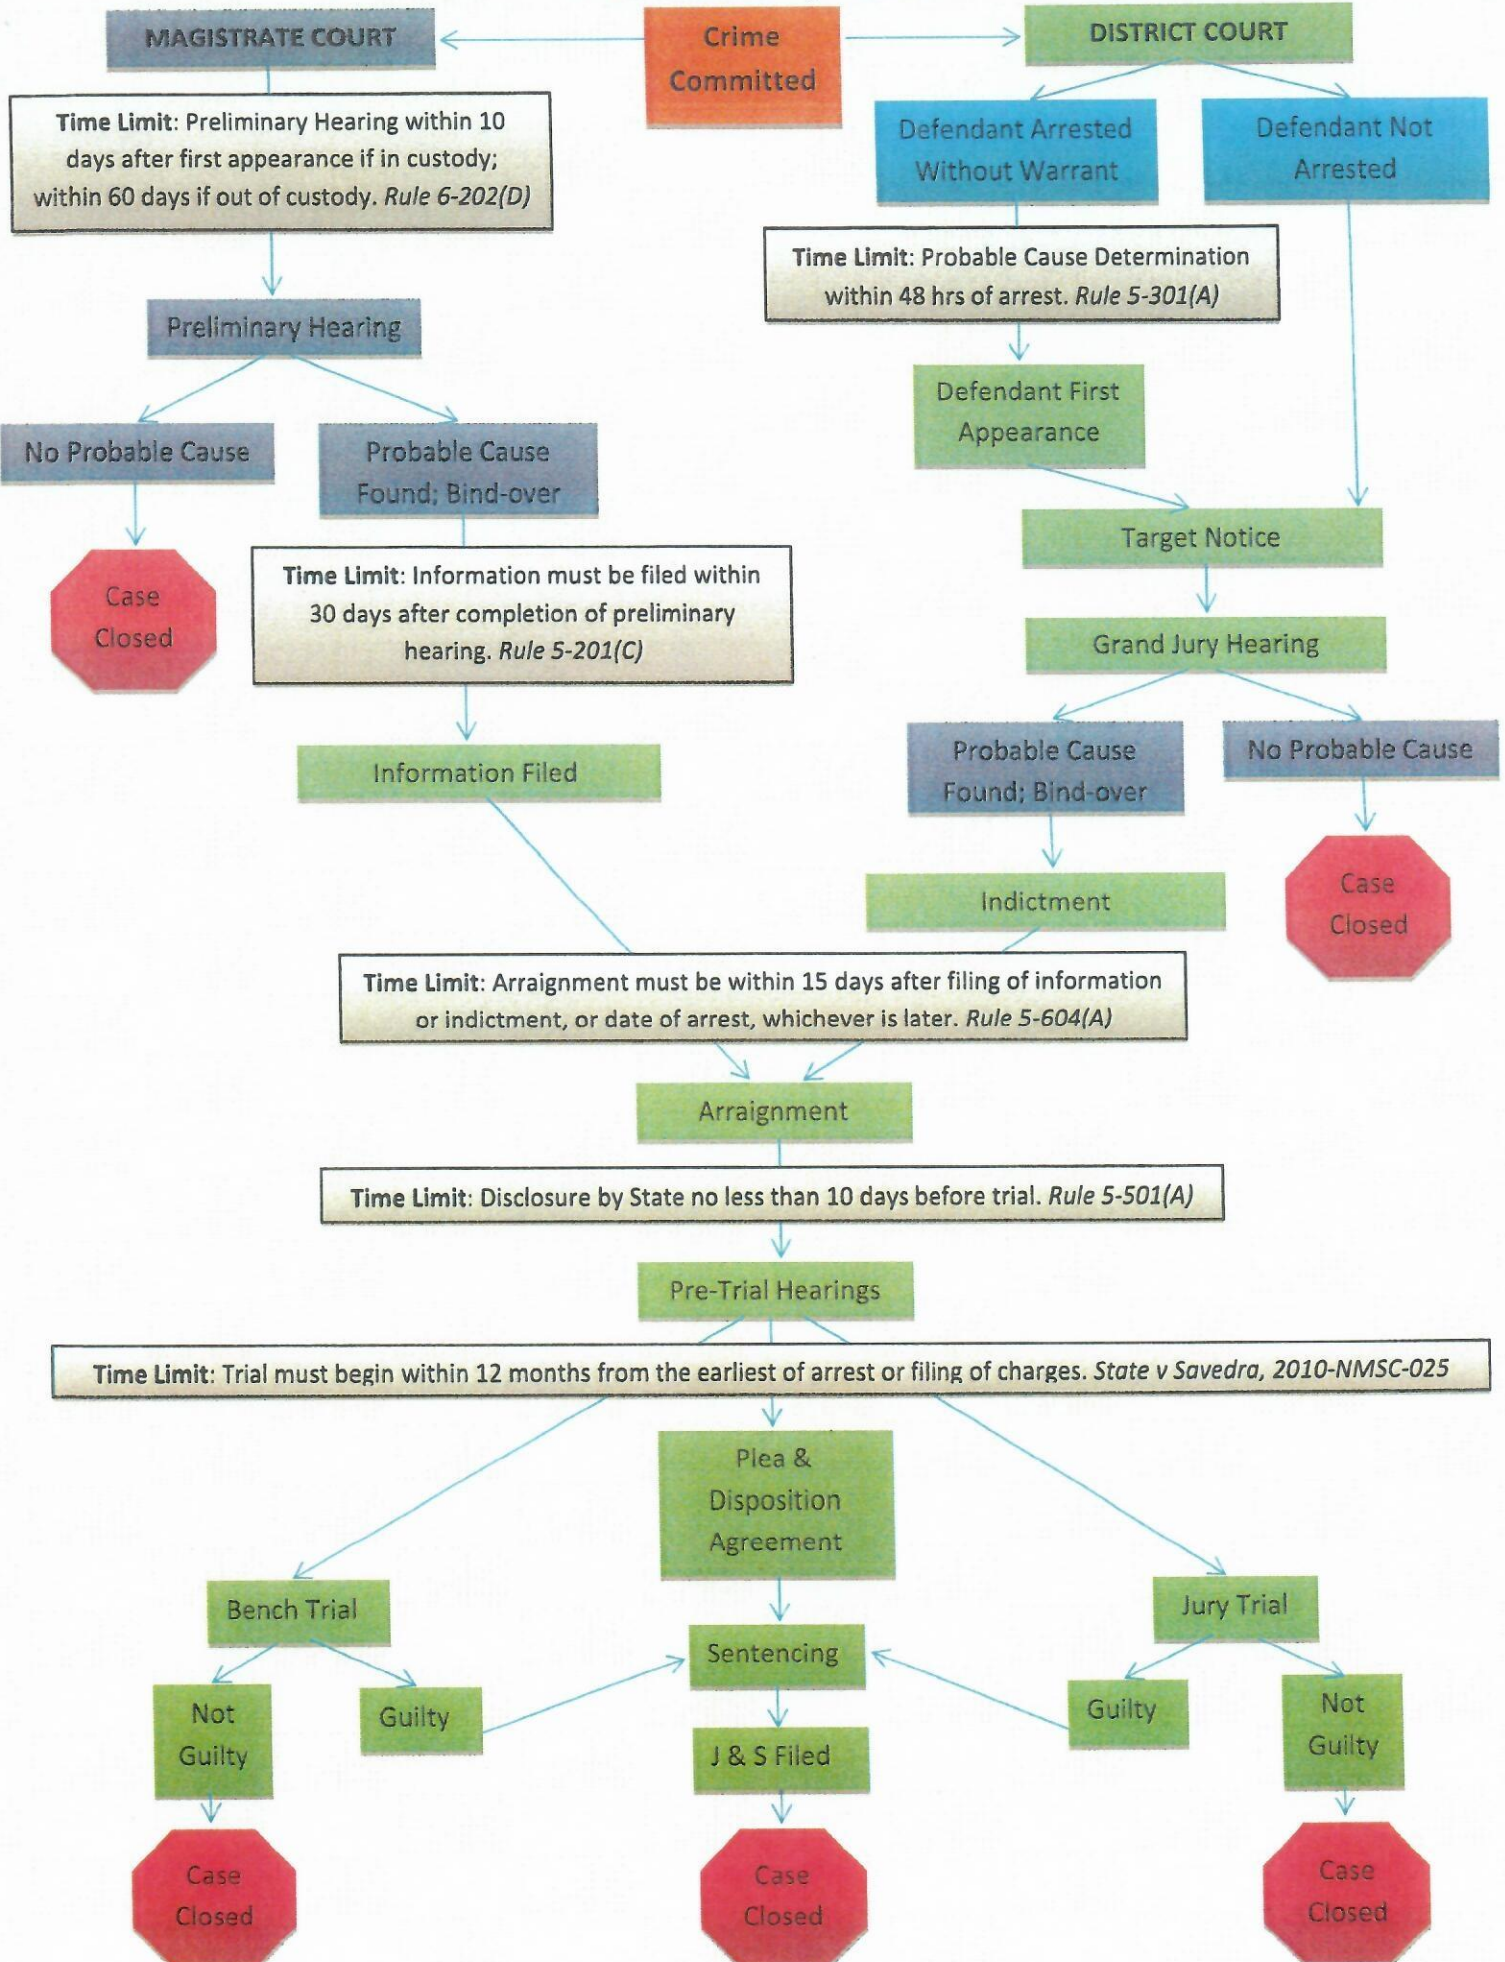 MAGISTRATE COURT
Crime
Committed
DISTRICT COURT
Time Limit: Preliminary Hearing within 10
days after first appearance if in custody;
within 60 days if out of custody. Rule 6-202(D)
Defendant Arrested
Without Warrant
Defendant Not
Arrested
Time Limit: Probable Cause Determination
within 48 hrs of arrest. Rule 5-301(A)
Preliminary Hearing
Defendant First
Appearance
No Probable Cause
Probable Cause
Found; Bind-over
Target Notice
Case
Closed
Time Limit: Information must be filed within
30 days after completion of preliminary
hearing. Rule 5-201(C)
Grand Jury Hearing
Information Filed
Probable Cause
Found; Bind-over
No Probable Cause
Indictment
Case
Closed
Time Limit: Arraignment must be within 15 days after filing of information
or indictment, or date of arrest, whichever is later. Rule 5-604(A)
Arraignment
Time Limit: Disclosure by State no less than 10 days before trial. Rule 5-501(A)
Pre-Trial Hearings
Time Limit: Trial must begin within 12 months from the earliest of arrest or filing of charges. State v Savedra, 2010-NMSC-025
Plea &
Disposition
Agreement
Bench Trial
Jury Trial
Sentencing
Not
Guilty
Guilty
Guilty
Not
Guilty
J & S Filed
Case
Closed
Case
Closed
Case
Closed